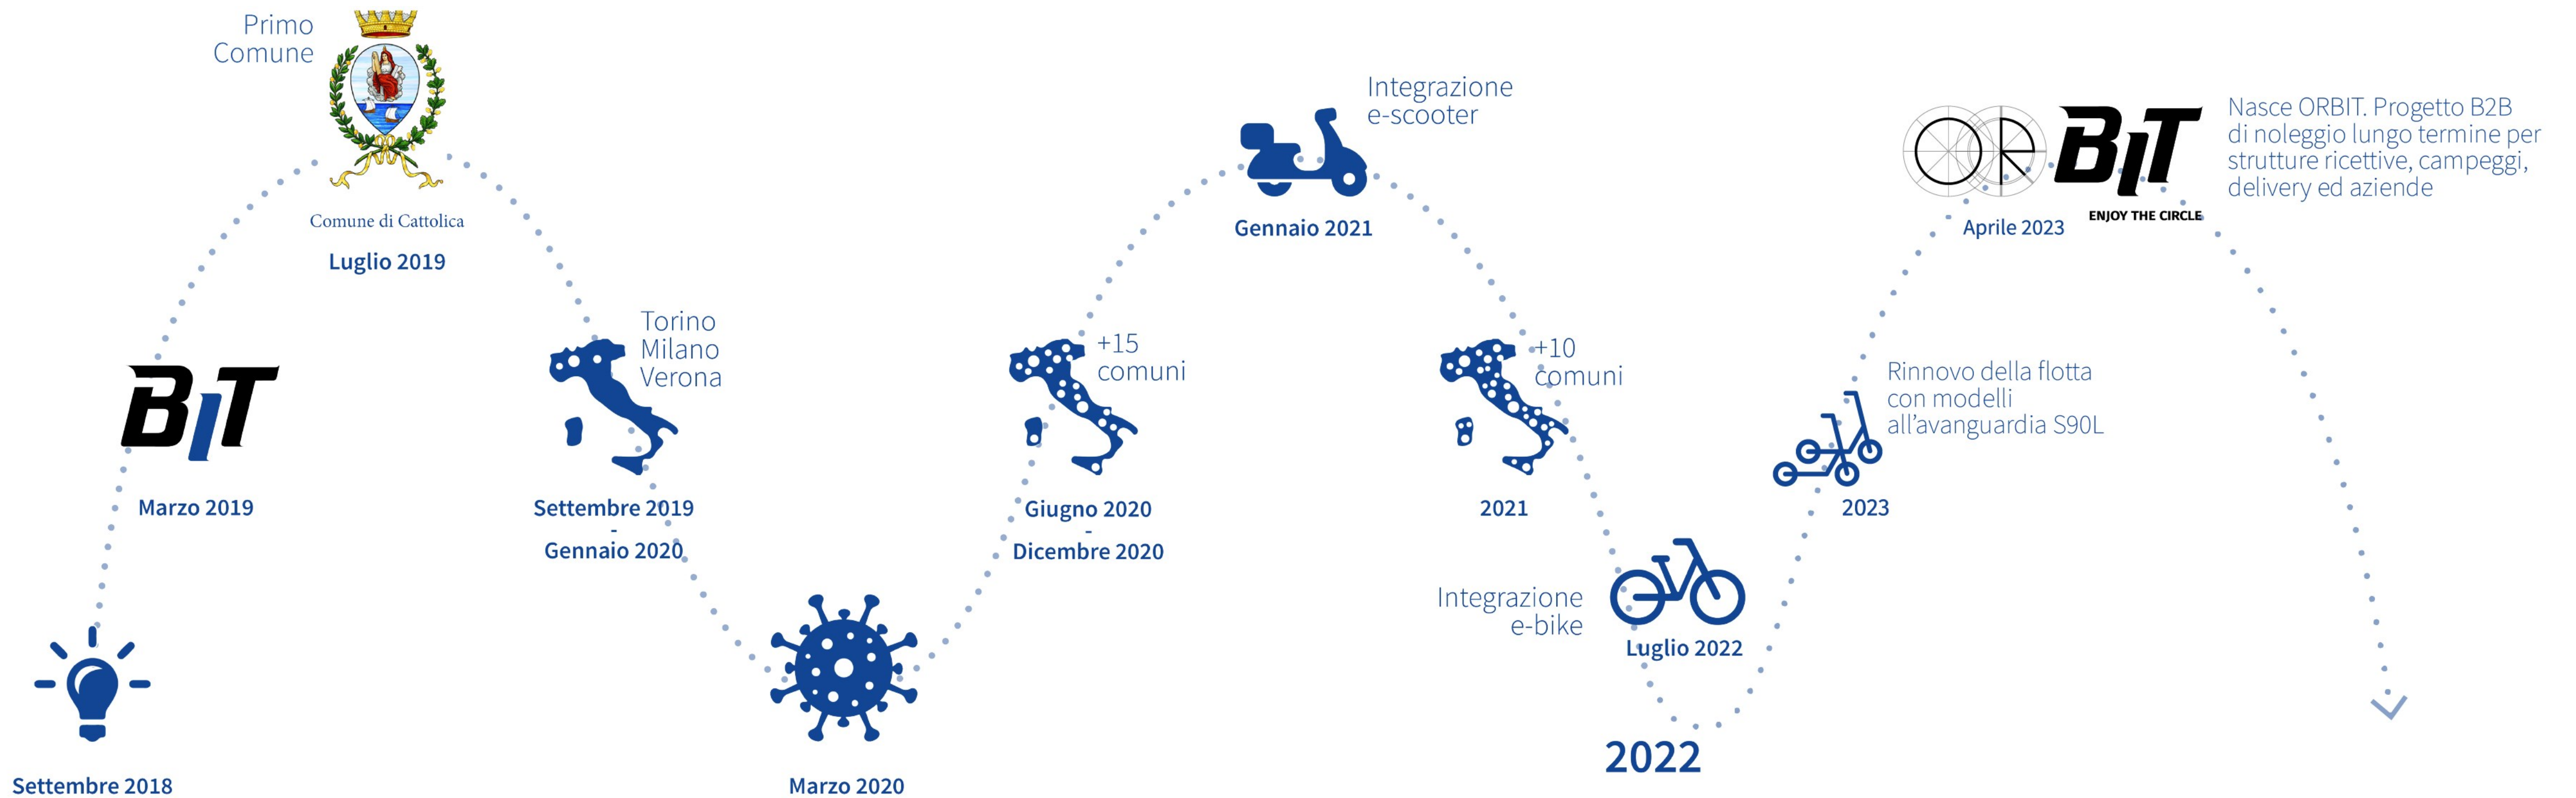 Settembre 2018
BIT
Marzo 2019
Primo
Comune
Comune di Cattolica
Luglio 2019
Torino
Milano
Verona
Settembre 2019
-
Gennaio 2020
Marzo 2020
+15
comuni
Giugno 2020
-
Dicembre 2020
Integrazione
e-scooter
Gennaio 2021
+10
comuni
2021
Integrazione
e-bike
Luglio 2022
2022
Rinnovo della flotta
con modelli
all’avanguardia S90L
2023
ORBIT
ENJOY THE CIRCLE
Aprile 2023
Nasce ORBIT. Progetto B2B
di noleggio lungo termine per
strutture ricettive, campeggi,
delivery ed aziende